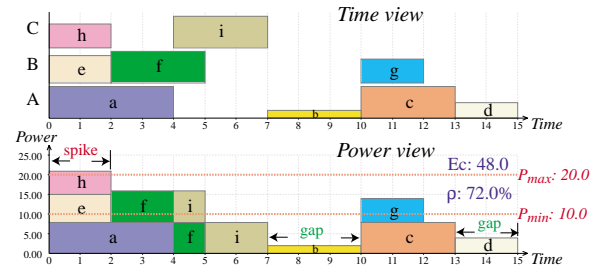 Time view
C
h
i
B
e
f
g
A
a
b
c
d
0 1 2 3 4 5 6 7 8 9 10 11 12 13 14 15 Time
Power
Power view
25.00
spike
Ec: 48.0
20.00
h
Pmax: 20.0
15.00
e
f
i
ρ: 72.0%
g
10.00
Pmin: 10.0
gap
gap
5.00
a
f
i
b
c
d
0.00
0 1 2 3 4 5 6 7 8 9 10 11 12 13 14 15 Time